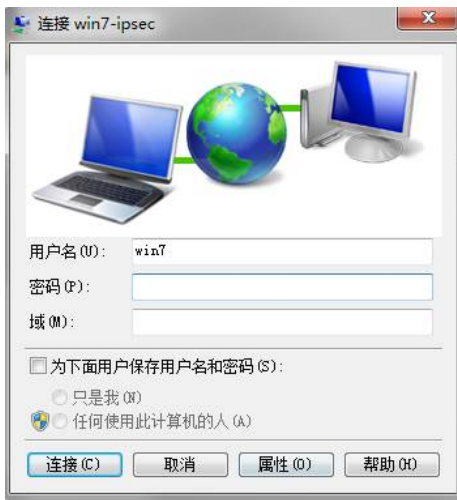 连接 win7-ipsec
用户名(U): win7
密码(P):
域(M):
为下面用户保存用户名和密码(S):
只是我(N)
任何使用此计算机的人(A)
连接(C) 取消 属性(O) 帮助(H)